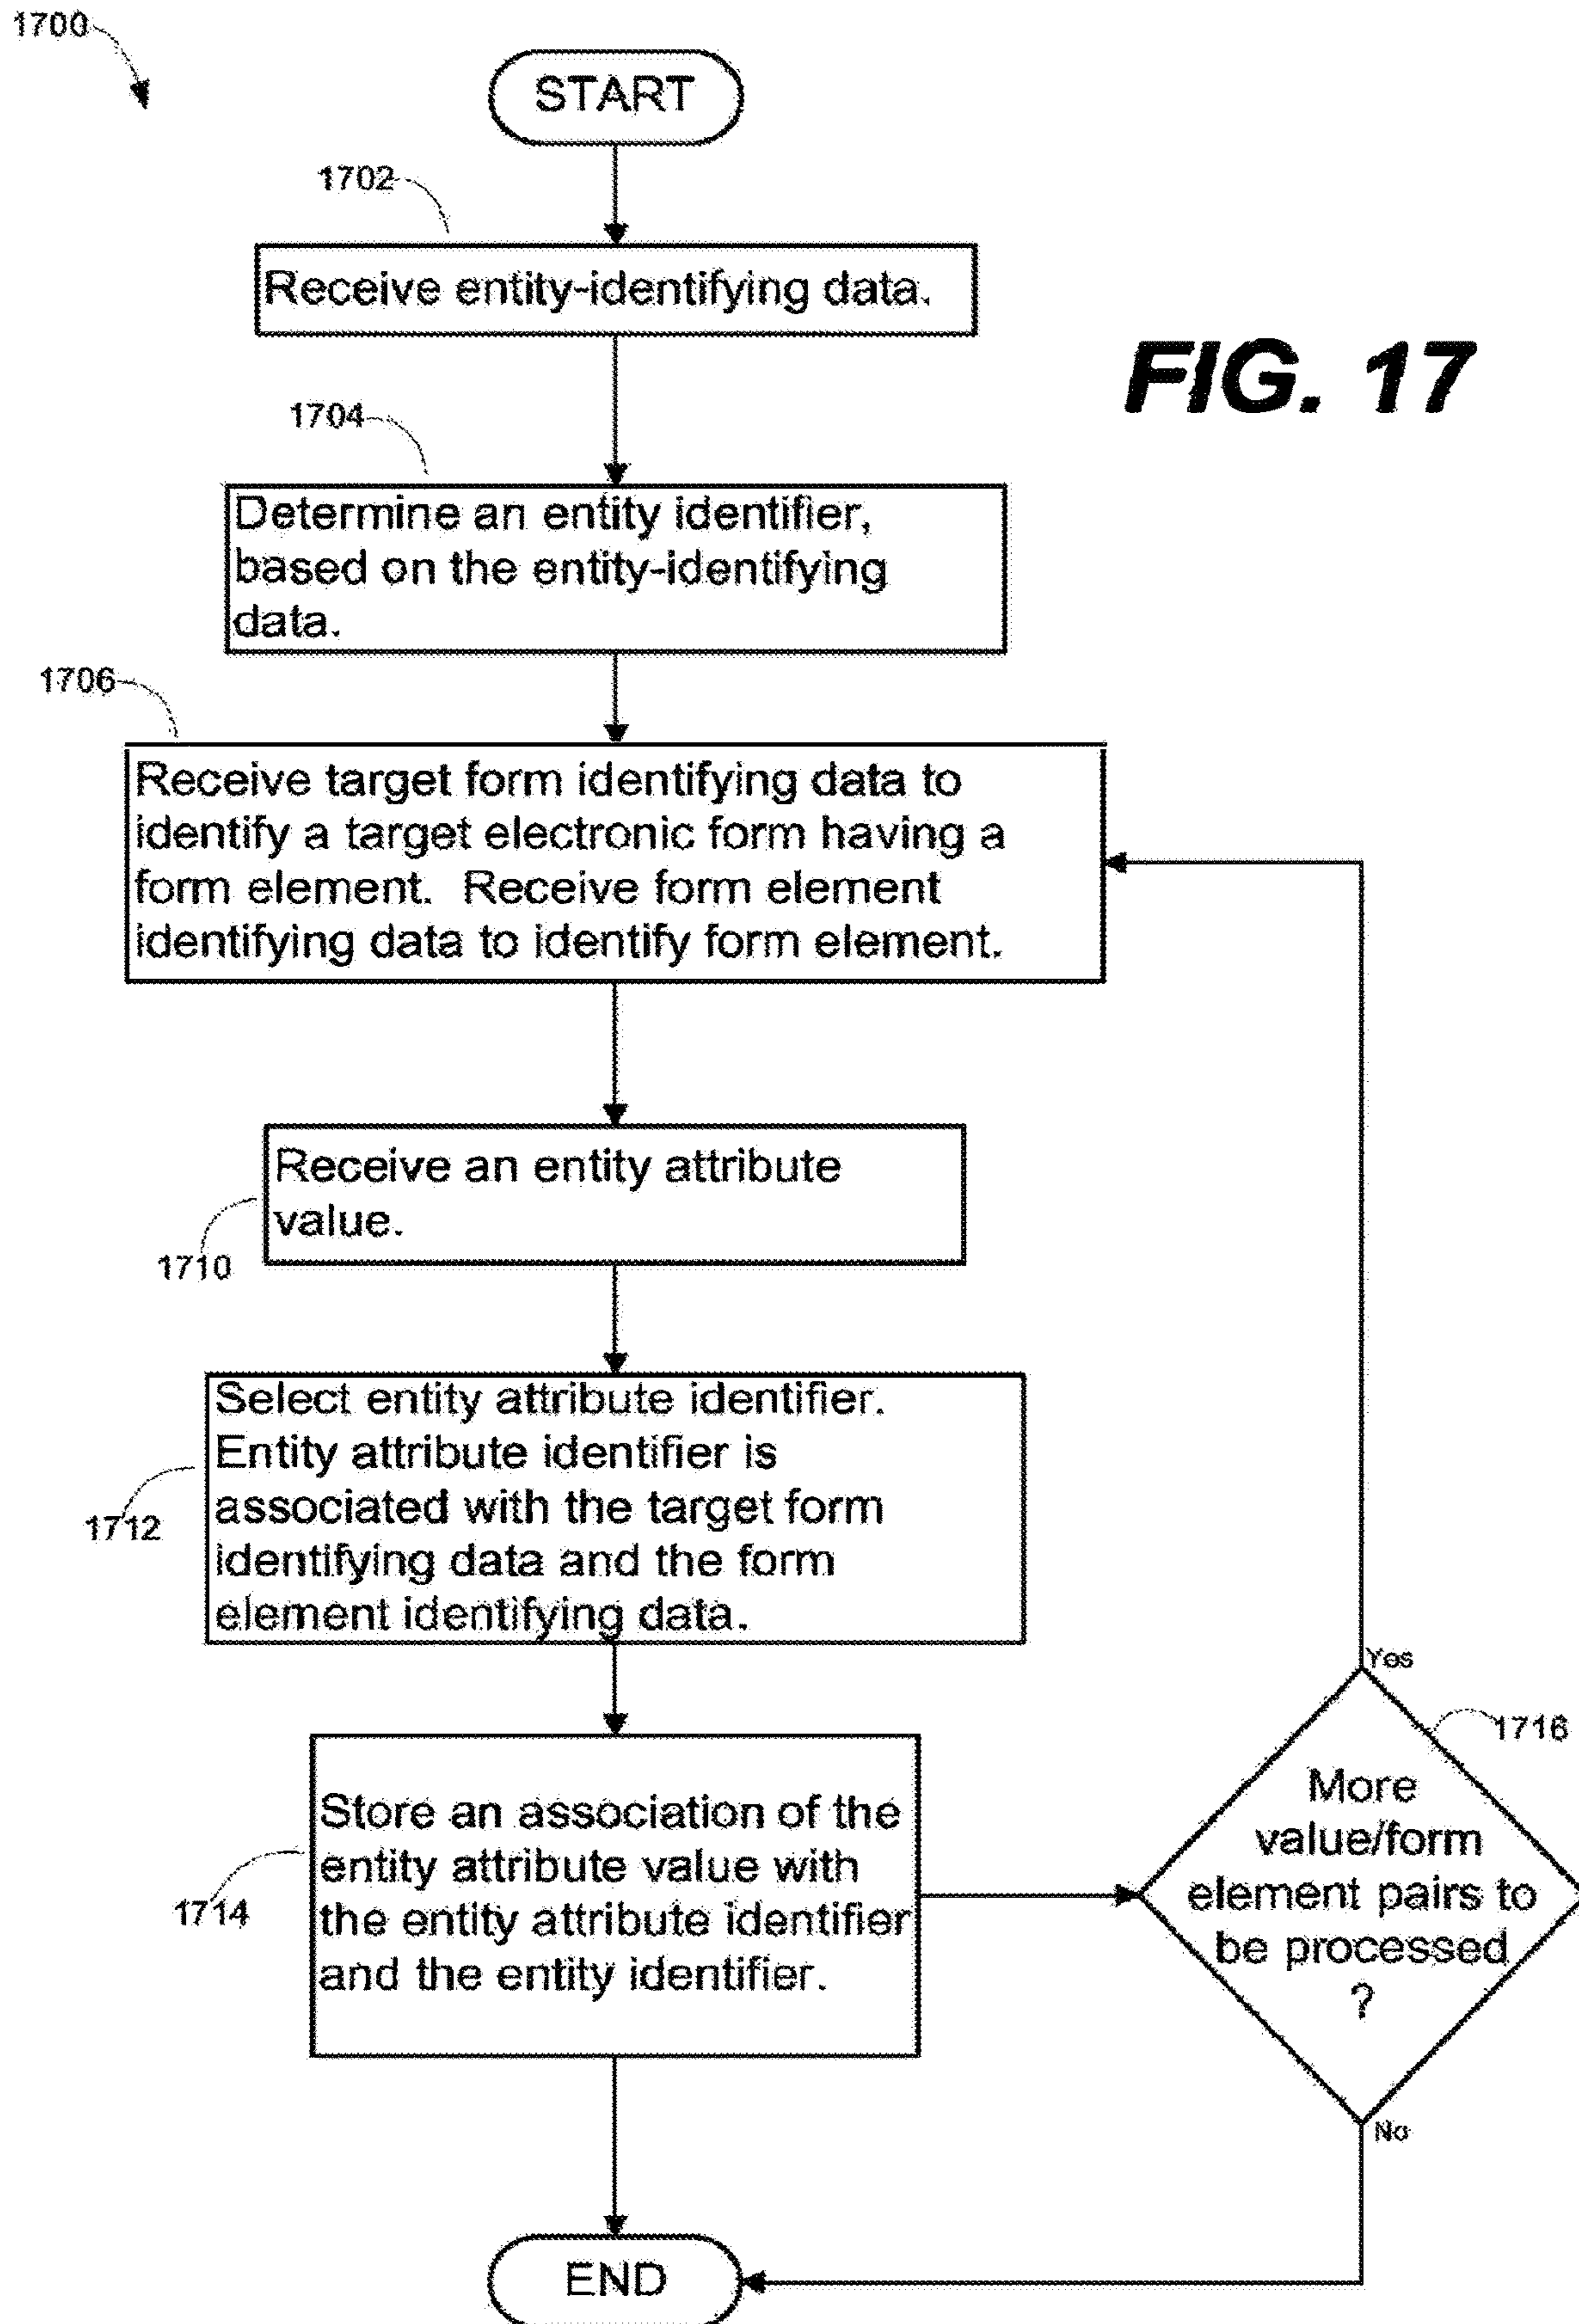 1700
START
1702
Receive entity-identifying data.
FIG. 17
1704
Determine an entity identifier,
based on the entity-identifying
data.
1706
Receive target form identifying data to
identify a target electronic form having a
form element. Receive form element
identifying data to identify form element.
Receive an entity attribute
value.
1710
Select entity attribute identifier.
Entity attribute identifier is
associated with the target form
identifying data and the form
element identifying data.
1712
Yes
1716
More
value/form
element pairs to
be processed
?
Store an association of the
entity attribute value with
the entity attribute identifier
and the entity identifier.
1714
No
END